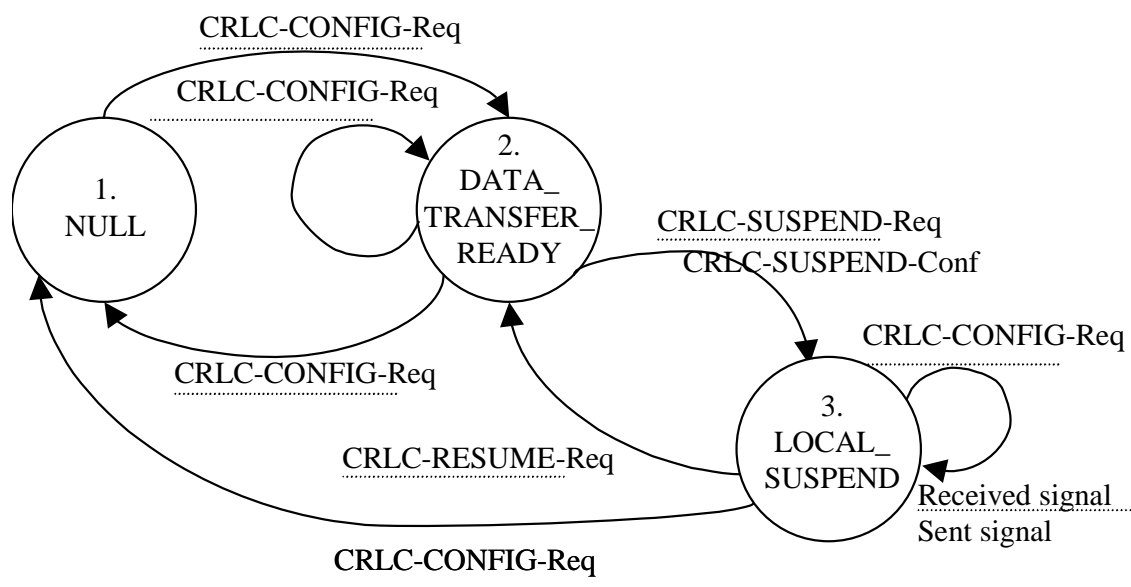 CRLC-CONFIG-Req
CRLC-CONFIG-Req
1.
NULL
2.
DATA_
TRANSFER_
READY
CRLC-SUSPEND-Req
CRLC-SUSPEND-Conf
CRLC-CONFIG-Req
CRLC-CONFIG-Req
3.
LOCAL_
SUSPEND
CRLC-RESUME-Req
Received signal
Sent signal
CRLC-CONFIG-Req